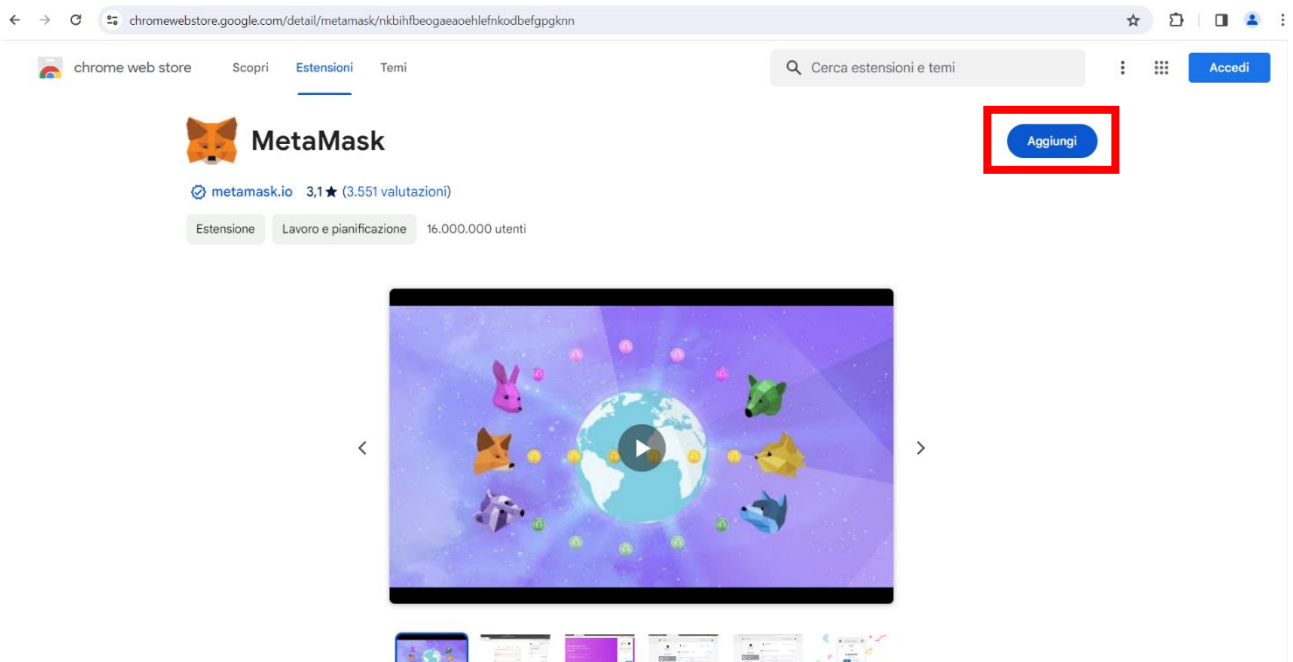 chromewebstore.google.com/detail/metamask/nkbihfbeogaeaoehlefnkodbefgpgknn
chrome web store Scopri Estensioni Temi Cerca estensioni e temi Accedi
MetaMask Aggiungi
metamask.io 3,1★ (3.551 valutazioni)
Estensione Lavoro e pianificazione 16.000.000 utenti